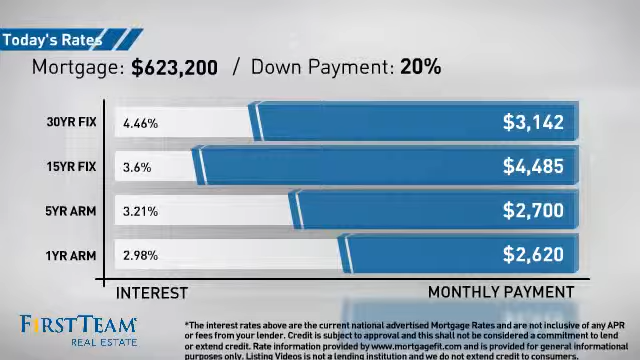 Today's Rates
Mortgage: $623,200 / Down Payment: 20%
30YR FIX 4.46% $3,142
15YR FIX 3.6% $4,485
5YR ARM 3.21% $2,700
1YR ARM 2.98% $2,620
INTEREST MONTHLY PAYMENT
FIRSTTEAM®
REAL ESTATE
*The interest rates above are the current national advertised Mortgage Rates and are not inclusive of any APR
or fees from your lender. Credit is subject to approval and this shall not be considered a commitment to lend
or extend credit. Rate information provided by www.mortgagefit.com and is provided for general informational
purposes only. Listing Videos is not a lending institution and we do not extend credit to consumers.